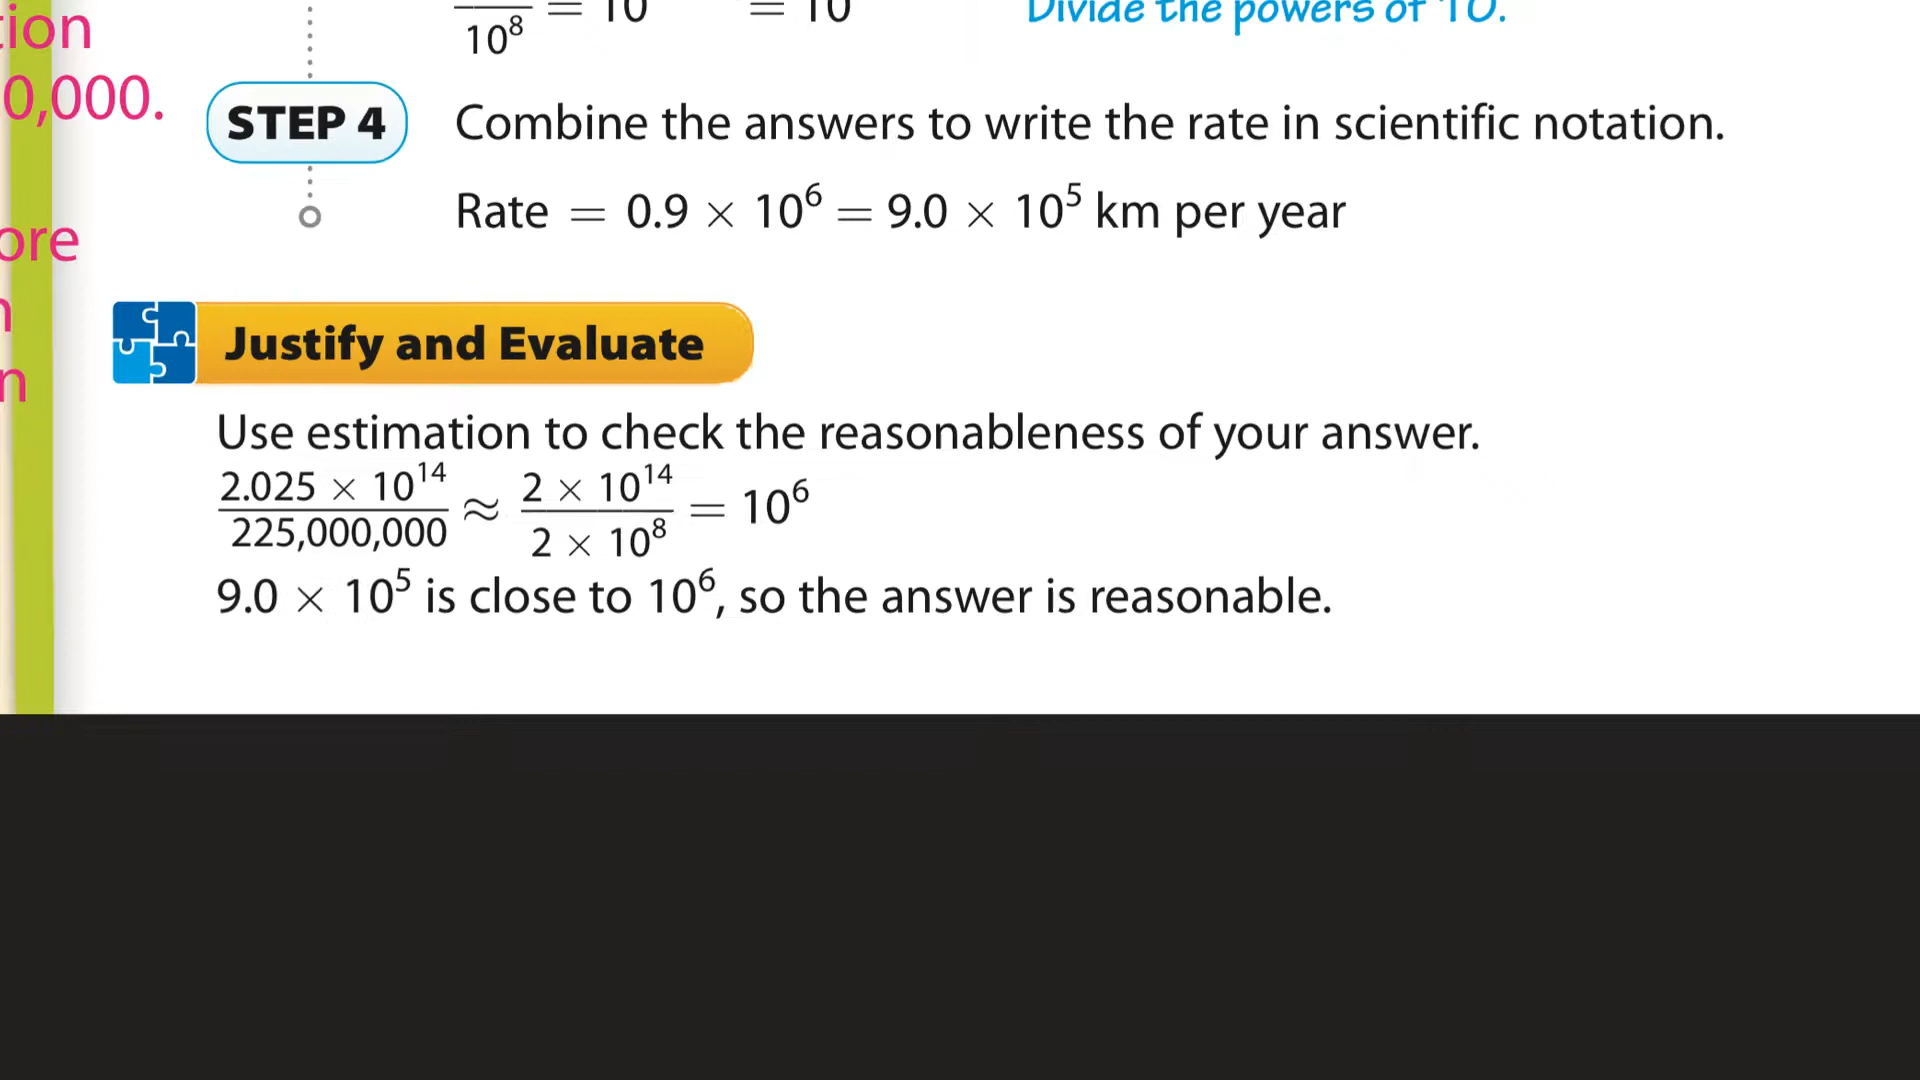 tion
0,000.
ore
n
n
10⁸ = 10 = 10 Divide the powers of 10.
STEP 4 Combine the answers to write the rate in scientific notation.
Rate = 0.9 × 10⁶ = 9.0 × 10⁵ km per year
Justify and Evaluate
Use estimation to check the reasonableness of your answer.
2.025 × 10¹⁴ / 225,000,000 ≈ 2 × 10¹⁴ / 2 × 10⁸ = 10⁶
9.0 × 10⁵ is close to 10⁶, so the answer is reasonable.